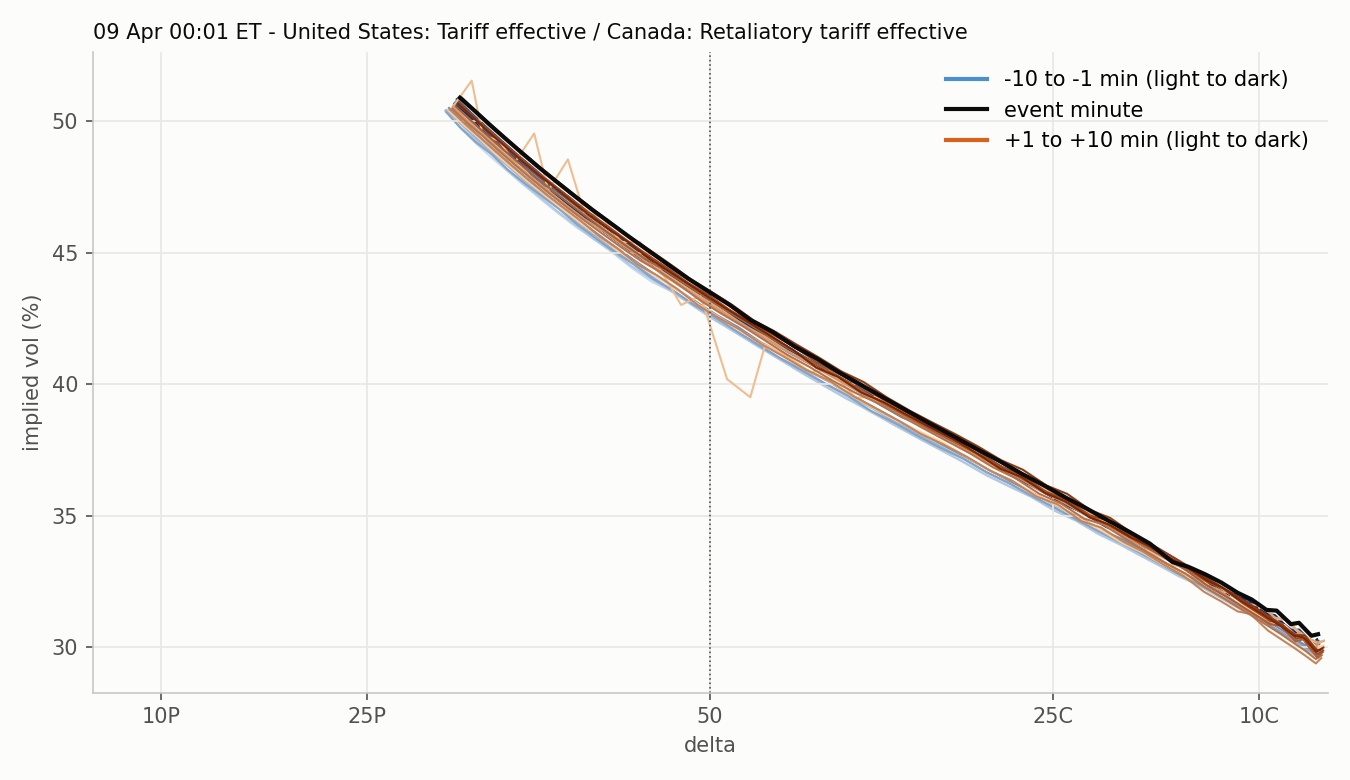 09 Apr 00:01 ET - United States: Tariff effective / Canada: Retaliatory tariff effective
-10 to -1 min (light to dark)
event minute
+1 to +10 min (light to dark)
implied vol (%)
50
45
40
35
30
10P
25P
50
25C
10C
delta